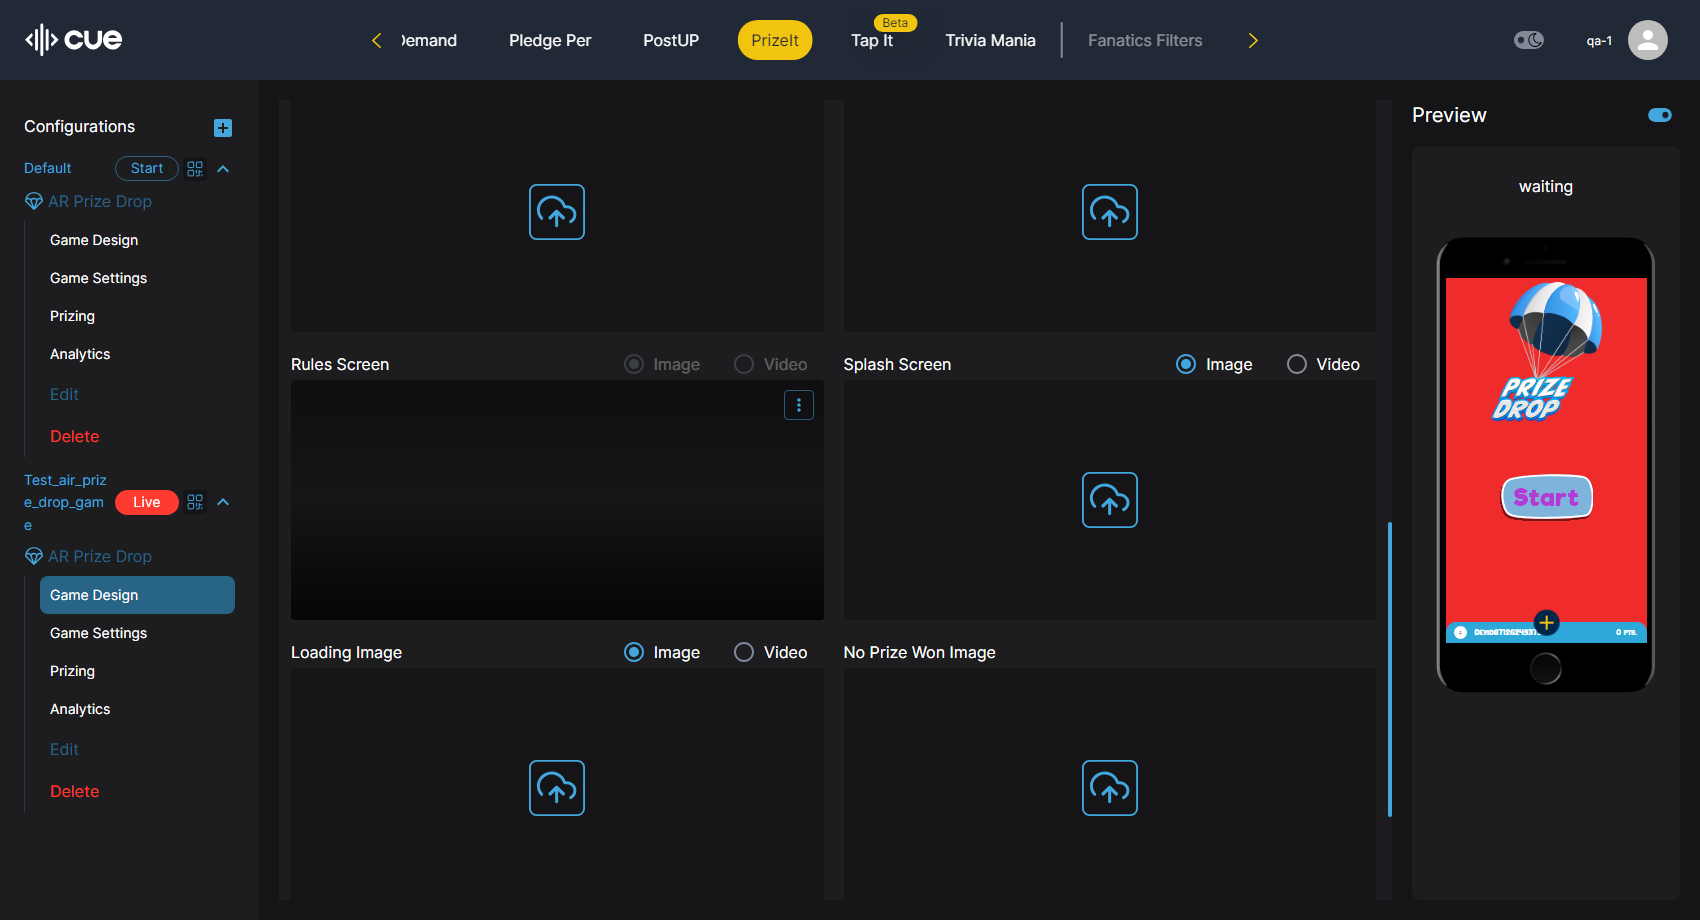 cue
Demand
Pledge Per
PostUP
PrizeIt
Beta
Tap It
Trivia Mania
Fanatics Filters
qa-1
Configurations
Default
Start
AR Prize Drop
Game Design
Game Settings
Prizing
Analytics
Edit
Delete
Test_air_priz
e_drop_gam
e
Live
AR Prize Drop
Game Design
Game Settings
Prizing
Analytics
Edit
Delete
Rules Screen
Image
Video
Splash Screen
Image
Video
Loading Image
Image
Video
No Prize Won Image
Preview
waiting
PRIZE
DROP
Start
0 PTS.